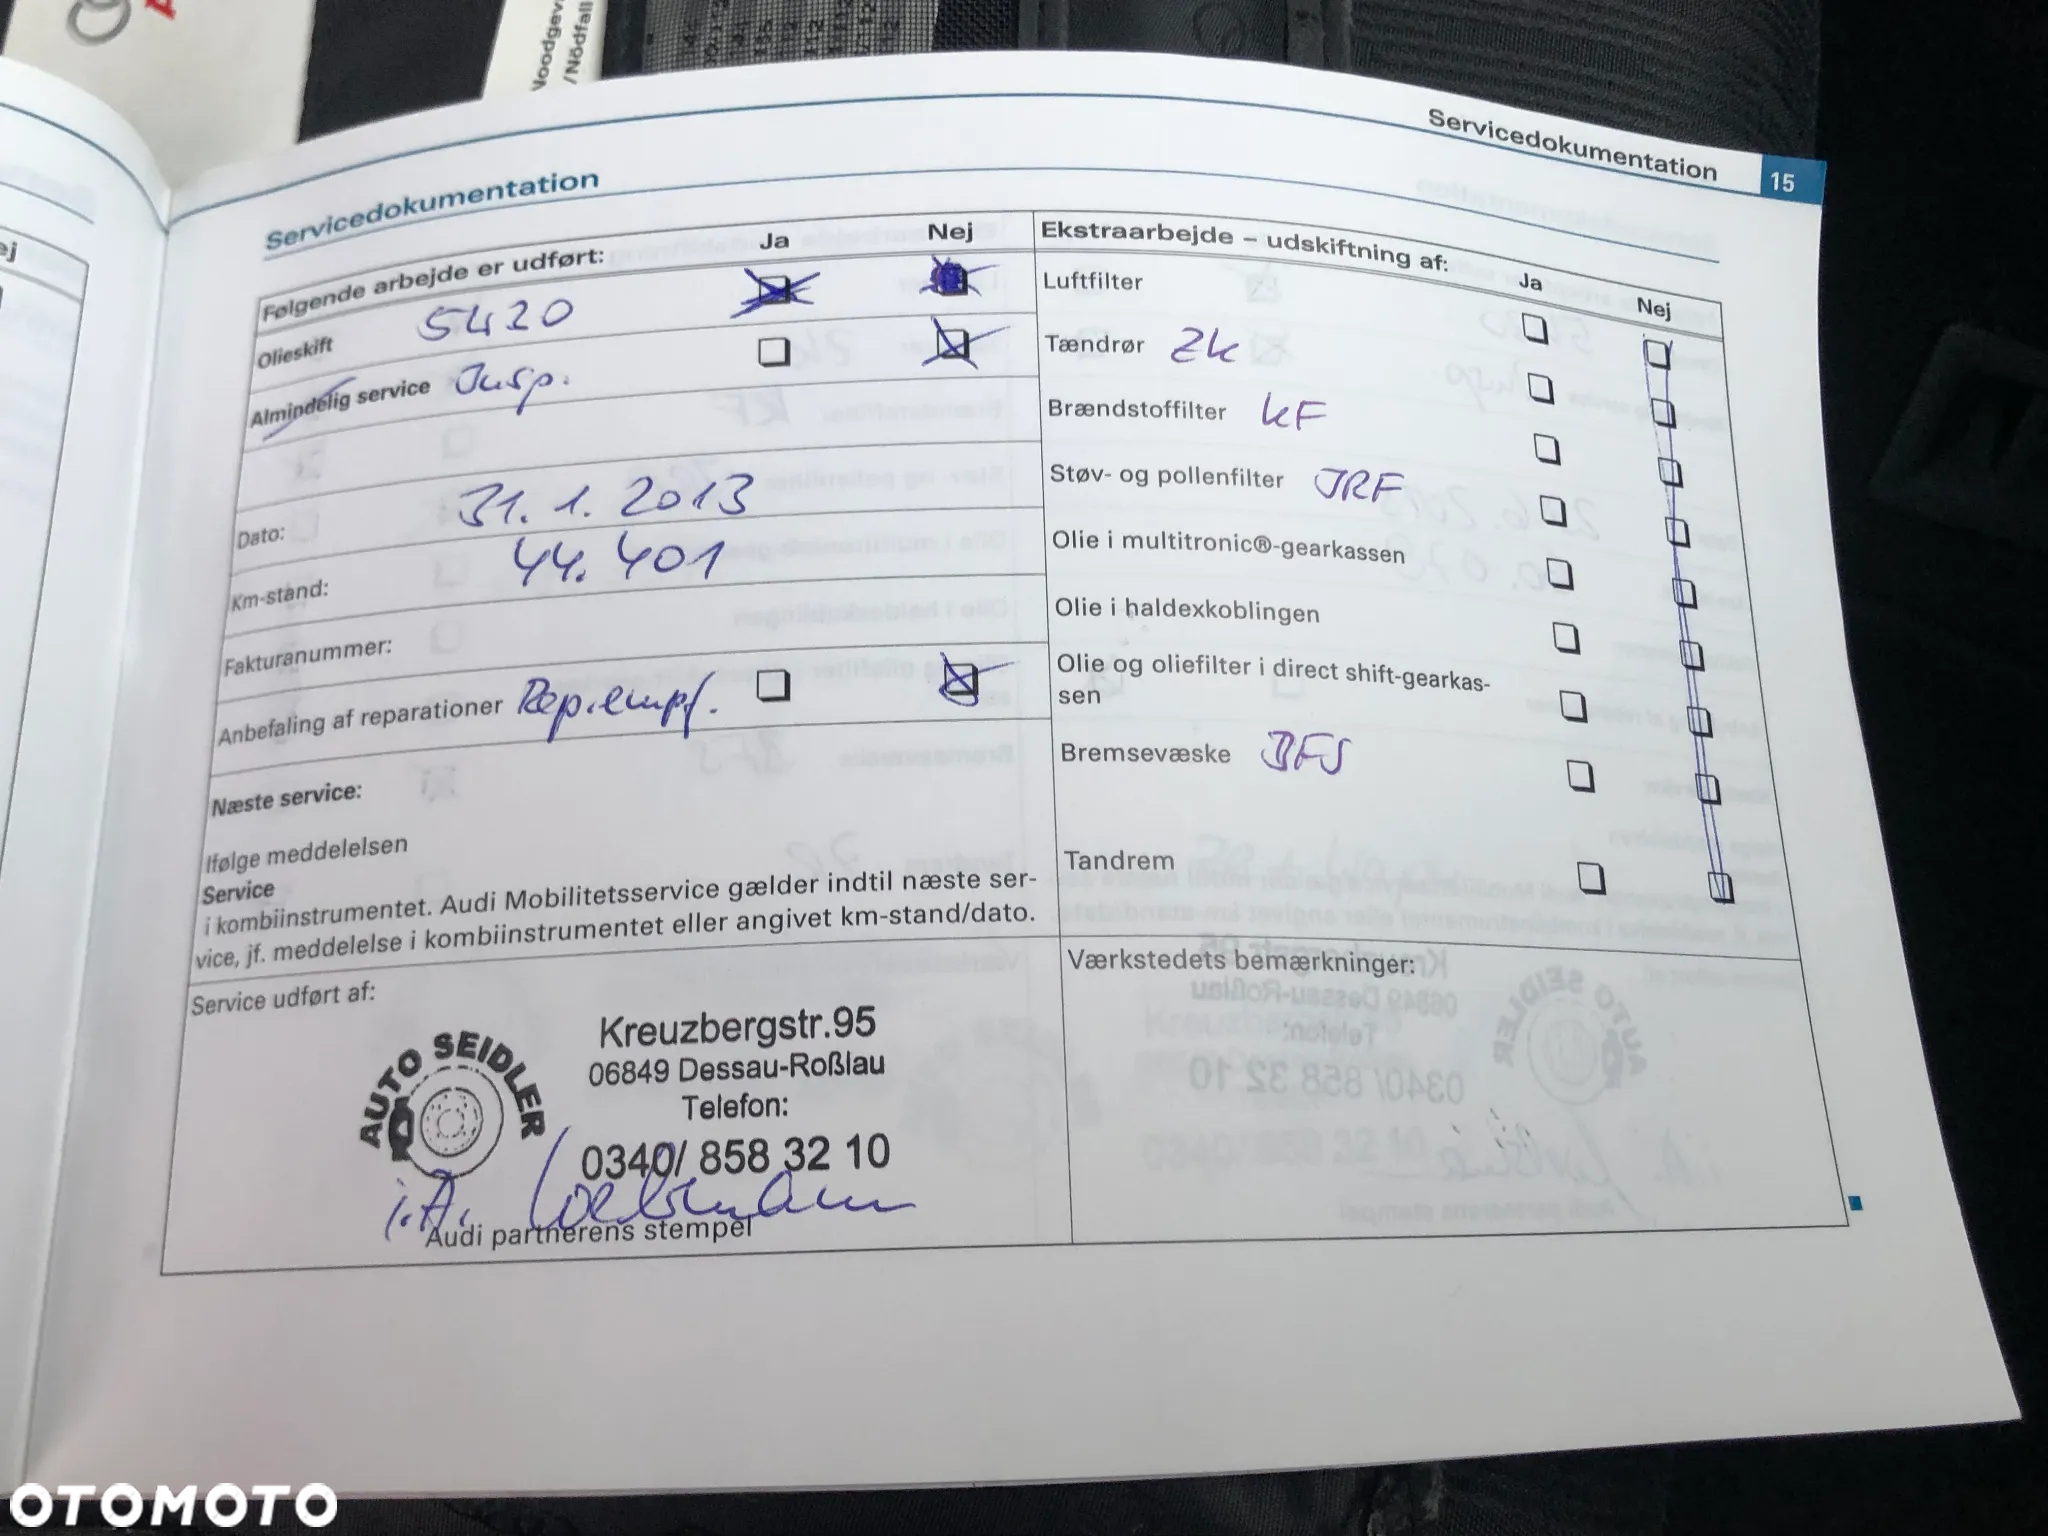 Noodgev
/Nödfall
Servicedokumentation
15
Servicedokumentation
Følgende arbejde er udført:
Ja
Nej
Olieskift 5W30
Almindelig service Insp.
Dato: 31. 1. 2013
Km-stand: 44.401
Fakturanummer:
Anbefaling af reparationer Rep.empf.
Næste service:
Ifølge meddelelsen
Service
i kombiinstrumentet. Audi Mobilitetsservice gælder indtil næste ser-
vice, jf. meddelelse i kombiinstrumentet eller angivet km-stand/dato.
Service udført af:
AUTO SEIDLER
Kreuzbergstr.95
06849 Dessau-Roßlau
Telefon:
0340/ 858 32 10
i.A.
Audi partnerens stempel
Ekstraarbejde – udskiftning af:
Ja
Nej
Luftfilter
Tændrør ZK
Brændstoffilter KF
Støv- og pollenfilter IRF
Olie i multitronic®-gearkassen
Olie i haldexkoblingen
Olie og oliefilter i direct shift-gearkas-
sen
Bremsevæske BFS
Tandrem
Værkstedets bemærkninger:
OTOMOTO